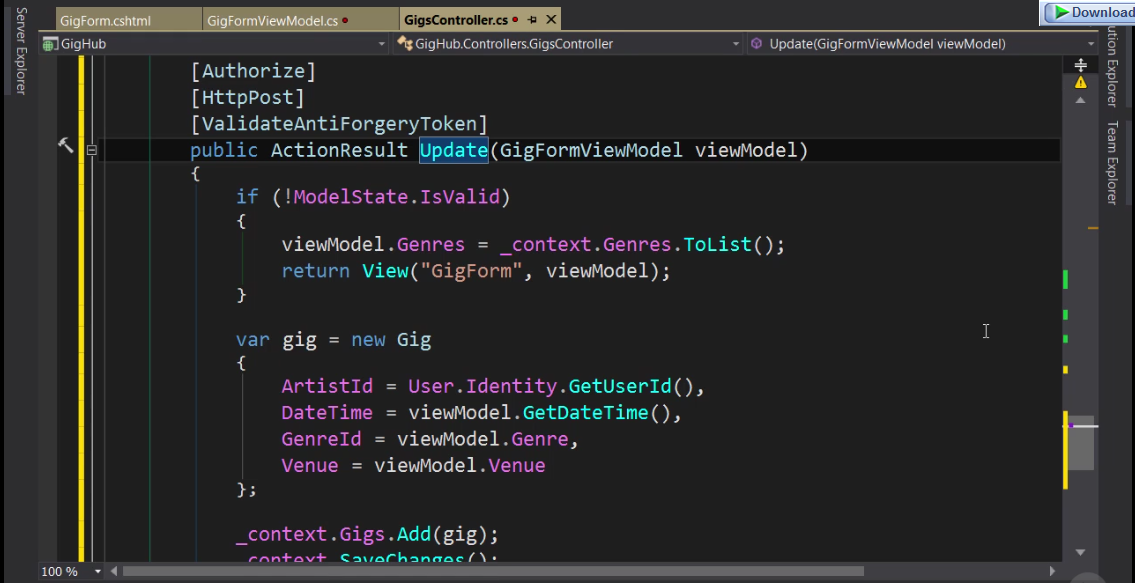 Server Explorer
GigForm.cshtml
GigFormViewModel.cs
GigsController.cs
Download
GigHub
GigHub.Controllers.GigsController
Update(GigFormViewModel viewModel)
ution Explorer
Team Explorer
[Authorize]
[HttpPost]
[ValidateAntiForgeryToken]
public ActionResult Update(GigFormViewModel viewModel)
{
if (!ModelState.IsValid)
{
viewModel.Genres = _context.Genres.ToList();
return View("GigForm", viewModel);
}
var gig = new Gig
{
ArtistId = User.Identity.GetUserId(),
DateTime = viewModel.GetDateTime(),
GenreId = viewModel.Genre,
Venue = viewModel.Venue
};
_context.Gigs.Add(gig);
_context.SaveChanges();
100 %